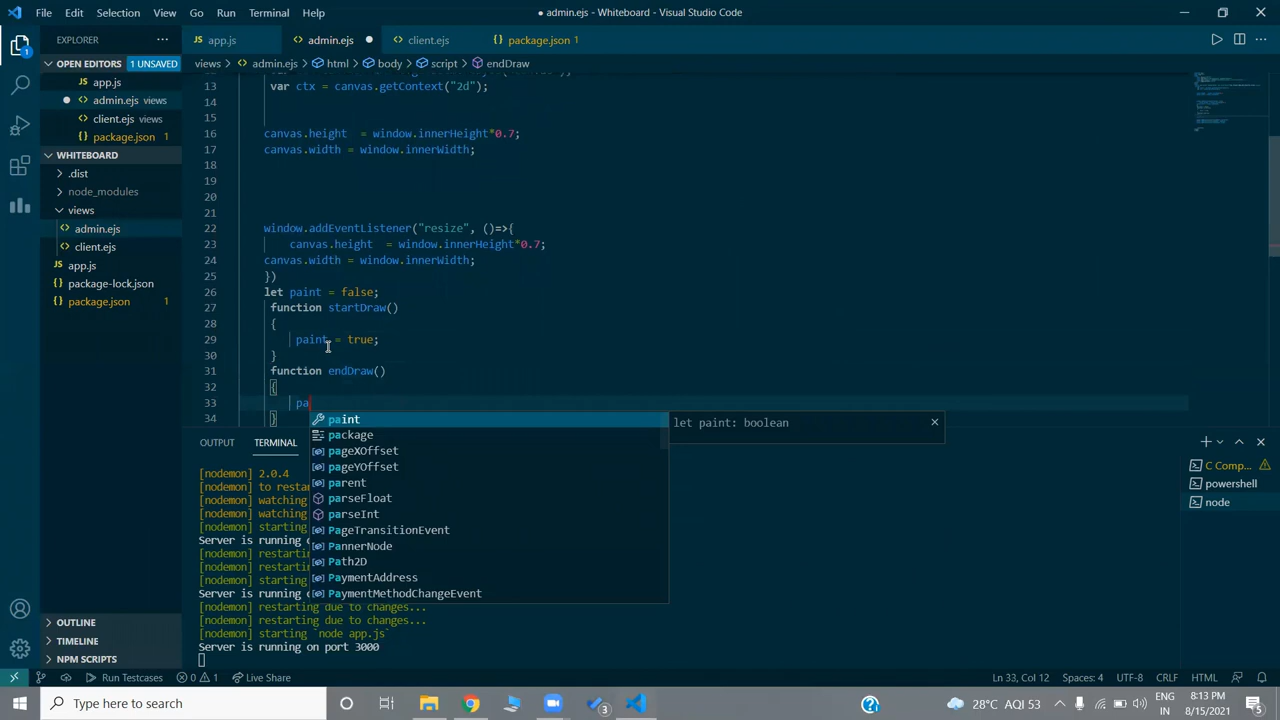 File Edit Selection View Go Run Terminal Help
admin.ejs - Whiteboard - Visual Studio Code
EXPLORER
app.js
admin.ejs
client.ejs
package.json 1
OPEN EDITORS 1 UNSAVED
app.js
admin.ejs views
client.ejs views
package.json 1
WHITEBOARD
.dist
node_modules
views
admin.ejs
client.ejs
app.js
package-lock.json
package.json 1
OUTLINE
TIMELINE
NPM SCRIPTS
views > admin.ejs > html > body > script > endDraw
13 var ctx = canvas.getContext("2d");
14
15
16 canvas.height  = window.innerHeight*0.7;
17 canvas.width = window.innerWidth;
18
19
20
21
22 window.addEventListener("resize", ()=>{
23 canvas.height  = window.innerHeight*0.7;
24 canvas.width = window.innerWidth;
25 })
26 let paint = false;
27 function startDraw()
28 {
29 paint = true;
30 }
31 function endDraw()
32 {
33 pa
34 }
paint
package
pageXOffset
pageYOffset
parent
parseFloat
parseInt
PageTransitionEvent
PannerNode
Path2D
PaymentAddress
PaymentMethodChangeEvent
let paint: boolean
OUTPUT TERMINAL
[nodemon] 2.0.4
[nodemon] to resta
[nodemon] watching
[nodemon] watching
[nodemon] starting
Server is running
[nodemon] restartin
[nodemon] restartin
[nodemon] starting
Server is running
[nodemon] restarting due to changes...
[nodemon] restarting due to changes...
[nodemon] starting `node app.js`
Server is running on port 3000
C Comp...
powershell
node
Run Testcases 0 1 Live Share
Ln 33, Col 12 Spaces: 4 UTF-8 CRLF HTML
Type here to search
3
28°C AQI 53
ENG
IN
8:13 PM
8/15/2021
5